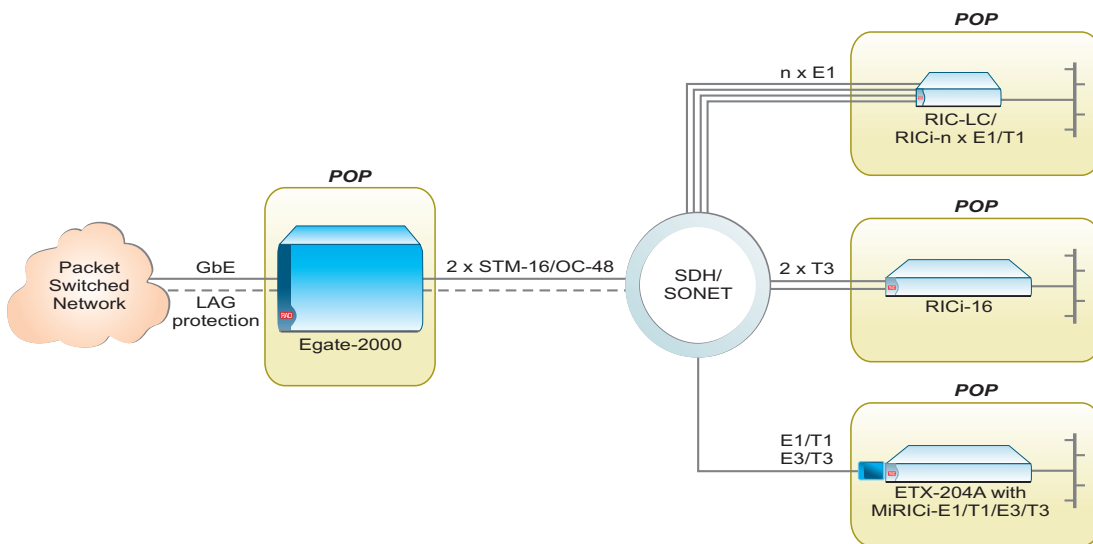 POP
n x E1
RIC-LC/
RICi-n x E1/T1
POP
Packet
Switched
Network
GbE
LAG
protection
RAD
Egate-2000
2 x STM-16/OC-48
SDH/
SONET
POP
2 x T3
RICi-16
POP
E1/T1
E3/T3
ETX-204A with
MiRICi-E1/T1/E3/T3